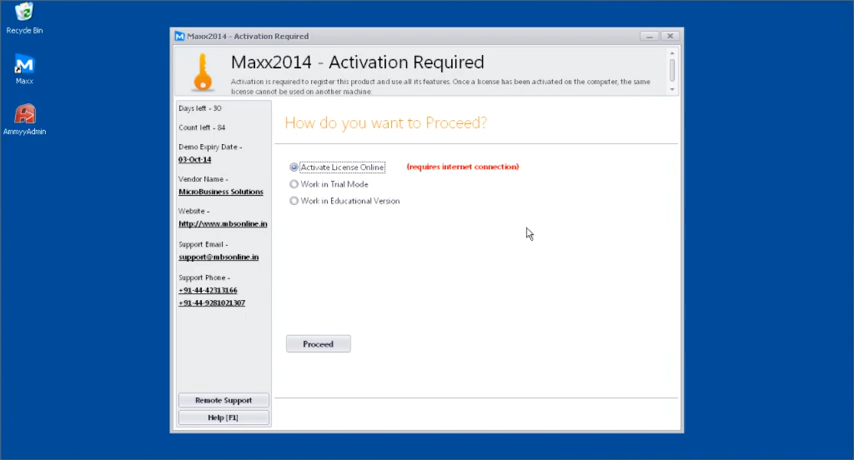 Recycle Bin
Maxx
AmmyyAdmin
Maxx2014 - Activation Required
Maxx2014 - Activation Required
Activation is required to register this product and use all its features. Once a license has been activated on the computer, the same
license cannot be used on another machine.
Days left - 30
Count left - 84
Demo Expiry Date -
03-Oct-14
Vendor Name -
MicroBusiness Solutions
Website -
http://www.mbsonline.in
Support Email -
support@mbsonline.in
Support Phone -
+91-44-42313166
+91-44-9281021307
Remote Support
Help [F1]
How do you want to Proceed?
Activate License Online (requires internet connection)
Work in Trial Mode
Work in Educational Version
Proceed